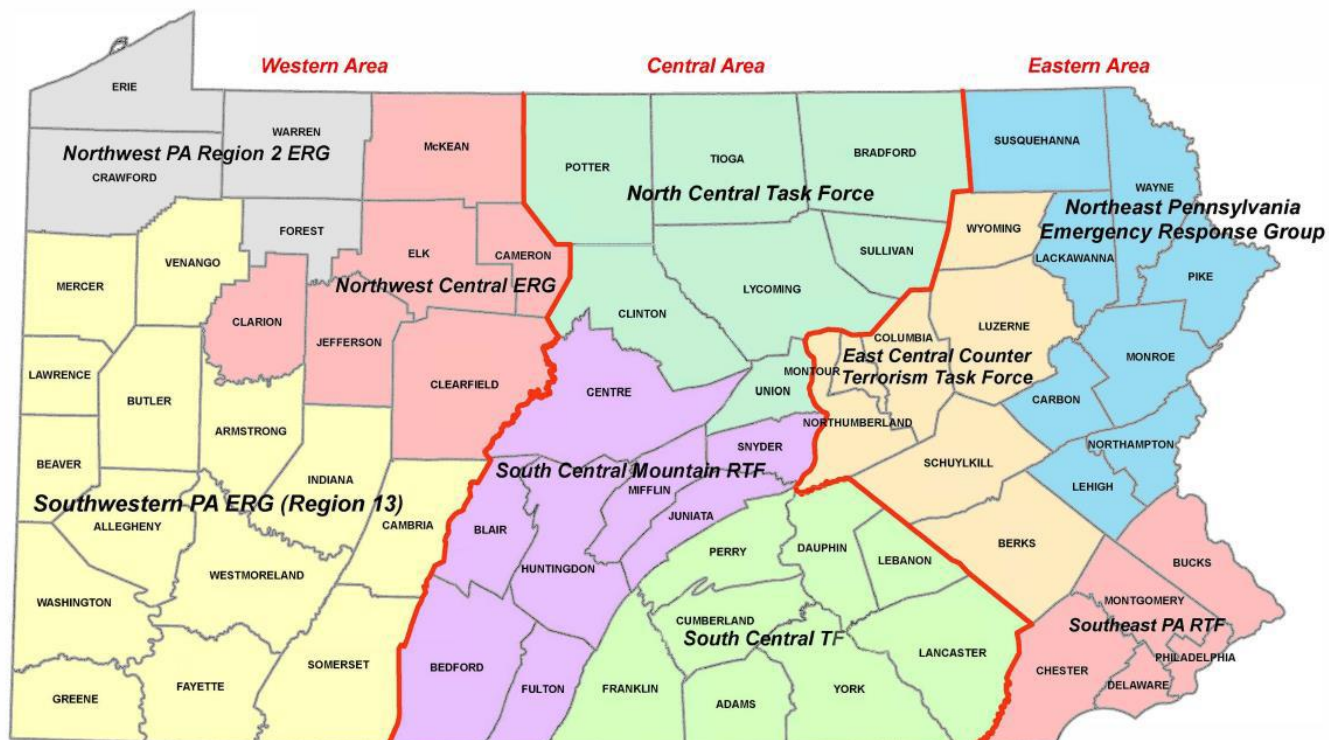 Western Area
Central Area
Eastern Area
ERIE
WARREN
McKEAN
Northwest PA Region 2 ERG
CRAWFORD
POTTER
TIOGA
BRADFORD
North Central Task Force
SUSQUEHANNA
WAYNE
Northeast Pennsylvania
Emergency Response Group
WYOMING
LACKAWANNA
PIKE
FOREST
VENANGO
ELK
CAMERON
Northwest Central ERG
SULLIVAN
MERCER
LYCOMING
CLINTON
CLARION
JEFFERSON
COLUMBIA
LUZERNE
East Central Counter
Terrorism Task Force
MONTOUR
MONROE
LAWRENCE
BUTLER
CLEARFIELD
CENTRE
UNION
CARBON
ARMSTRONG
NORTHUMBERLAND
NORTHAMPTON
BEAVER
INDIANA
SNYDER
South Central Mountain RTF
SCHUYLKILL
LEHIGH
Southwestern PA ERG (Region 13)
MIFFLIN
ALLEGHENY
CAMBRIA
BLAIR
JUNIATA
BERKS
PERRY
DAUPHIN
LEBANON
BUCKS
WESTMORELAND
HUNTINGDON
WASHINGTON
CUMBERLAND
South Central TF
MONTGOMERY
Southeast PA RTF
PHILADELPHIA
SOMERSET
BEDFORD
LANCASTER
CHESTER
DELAWARE
GREENE
FAYETTE
FULTON
FRANKLIN
ADAMS
YORK